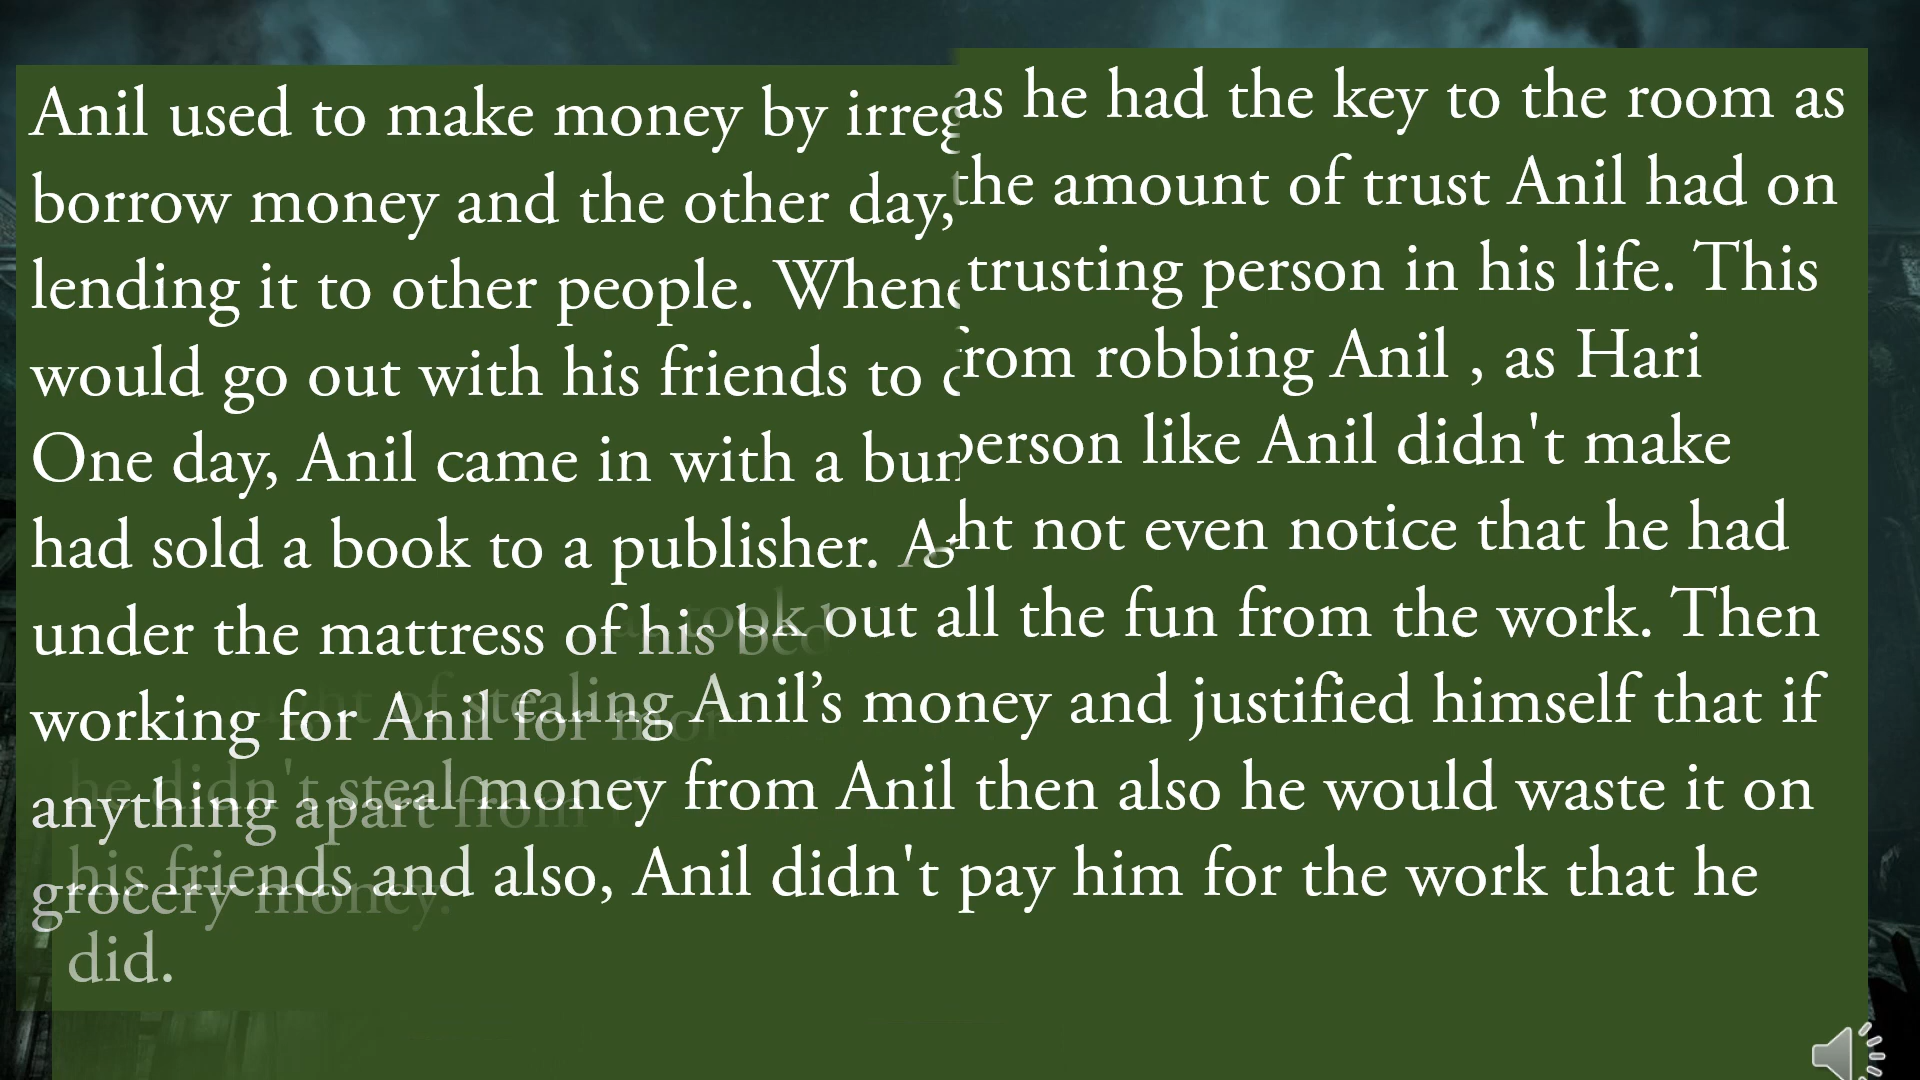 Anil used to make money by
borrow money and the other day,
lending it to other people.
would go out with his friends to
One day, Anil came in with a
had sold a book to a publisher.
under the mattress of his bed
working for Anil for
anything apart from
grocery money.
as he had the key to the room as
the amount of trust Anil had on
trusting person in his life. This
from robbing Anil , as Hari
person like Anil didn't make
not even notice that he had
took out all the fun from the work. Then
of stealing Anil’s money and justified himself that if
he didn't steal money from Anil then also he would waste it on
his friends and also, Anil didn't pay him for the work that he
did.